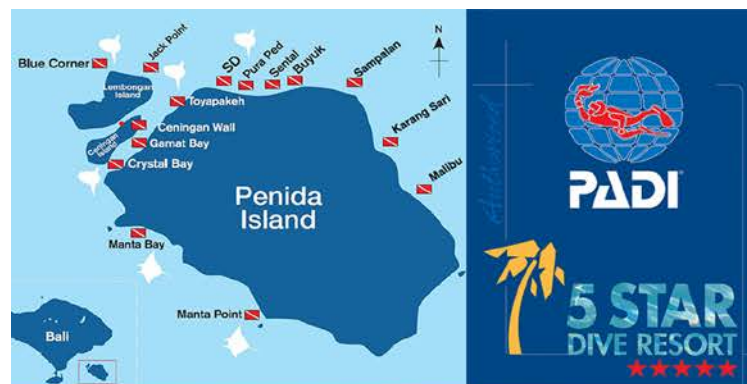 Blue Corner
Jack Point
Lembongan
Island
Ceningan
Island
SD
Pura Ped
Sental
Buyuk
Sampalan
N
Toyapakeh
Ceningan Wall
Gamat Bay
Crystal Bay
Karang Sari
Malibu
Penida
Island
Manta Bay
Manta Point
Bali
Authorized
PADI
5 STAR
DIVE RESORT